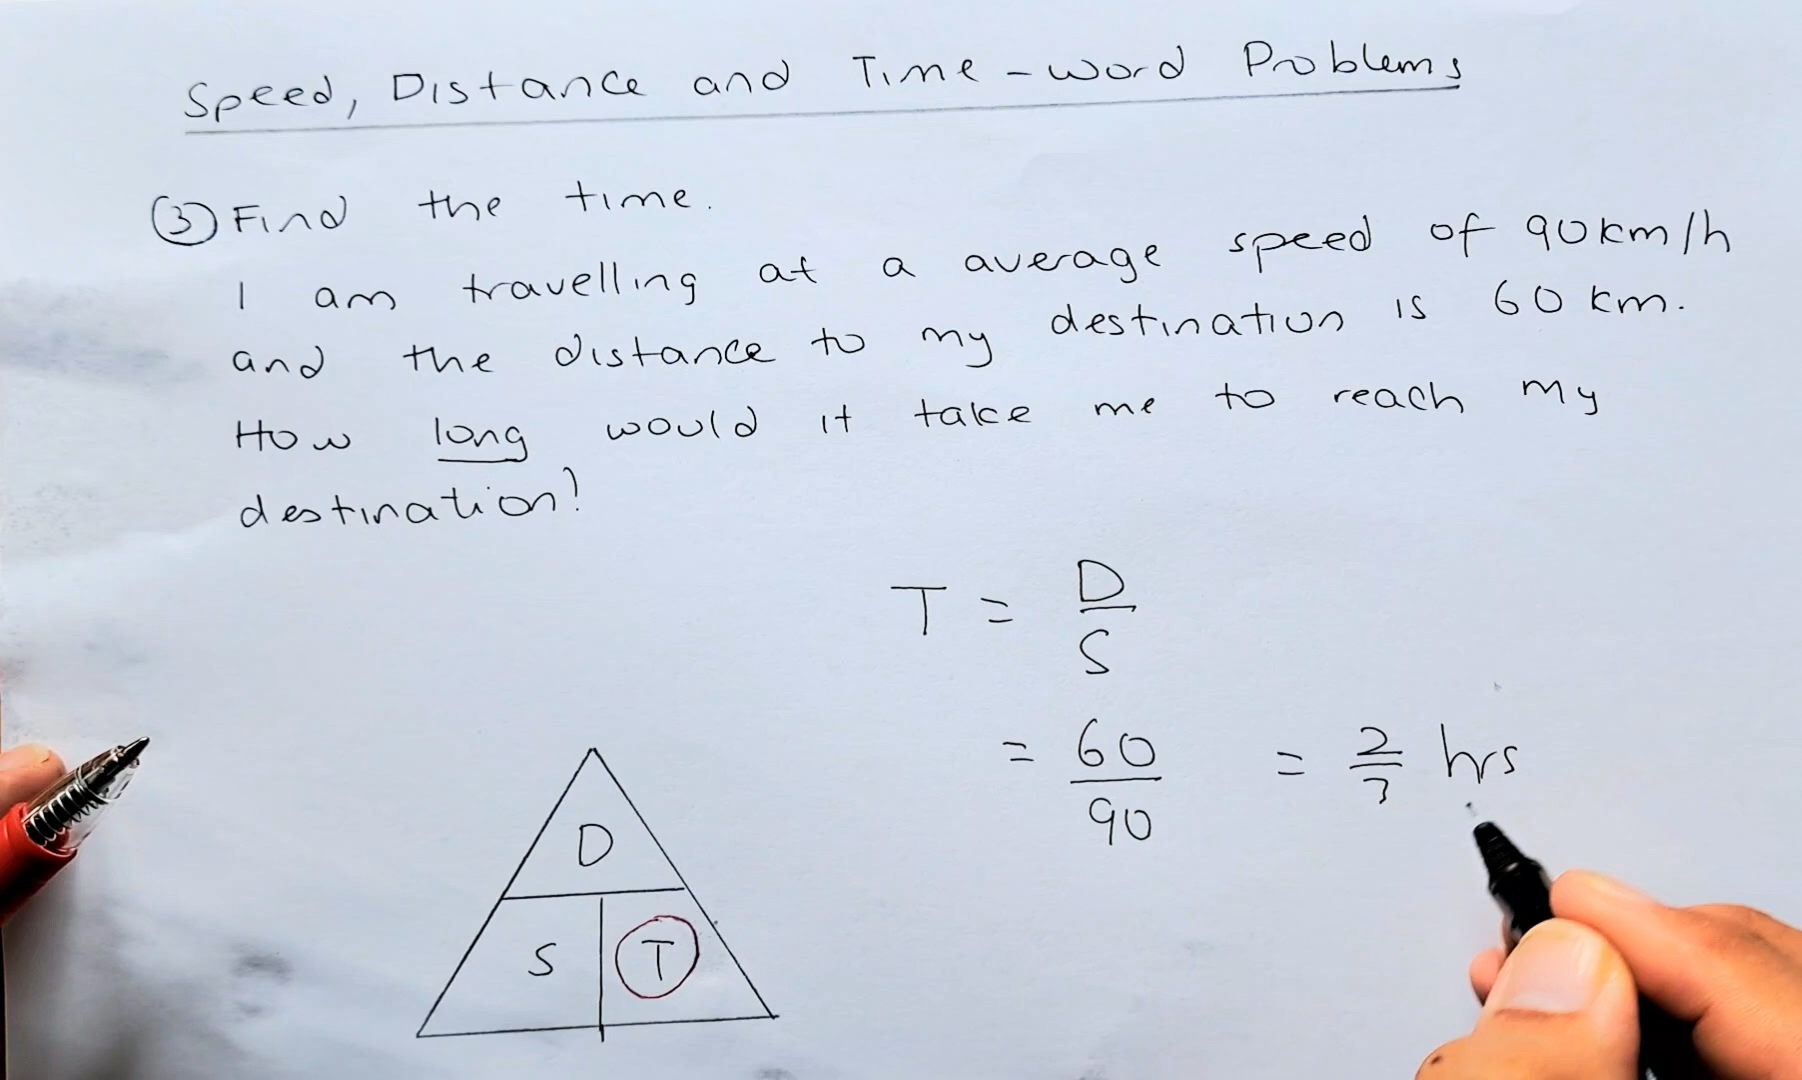 Speed, Distance and Time - word Problems
③ Find the time.
I am travelling at a average speed of 90km/h
and the distance to my destination is 60 km.
How long would it take me to reach my
destination?
T = D/S
= 60/90 = 2/3 hrs
D
S T